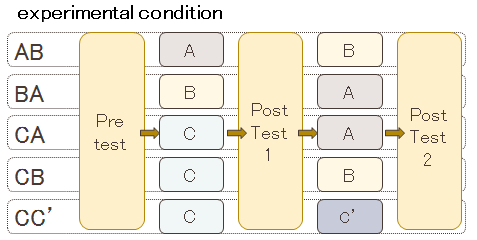 experimental condition
AB
A
B
BA
B
A
CA
Pre
test
C
Post
Test
1
A
Post
Test
2
CB
C
B
CC’
C
c’